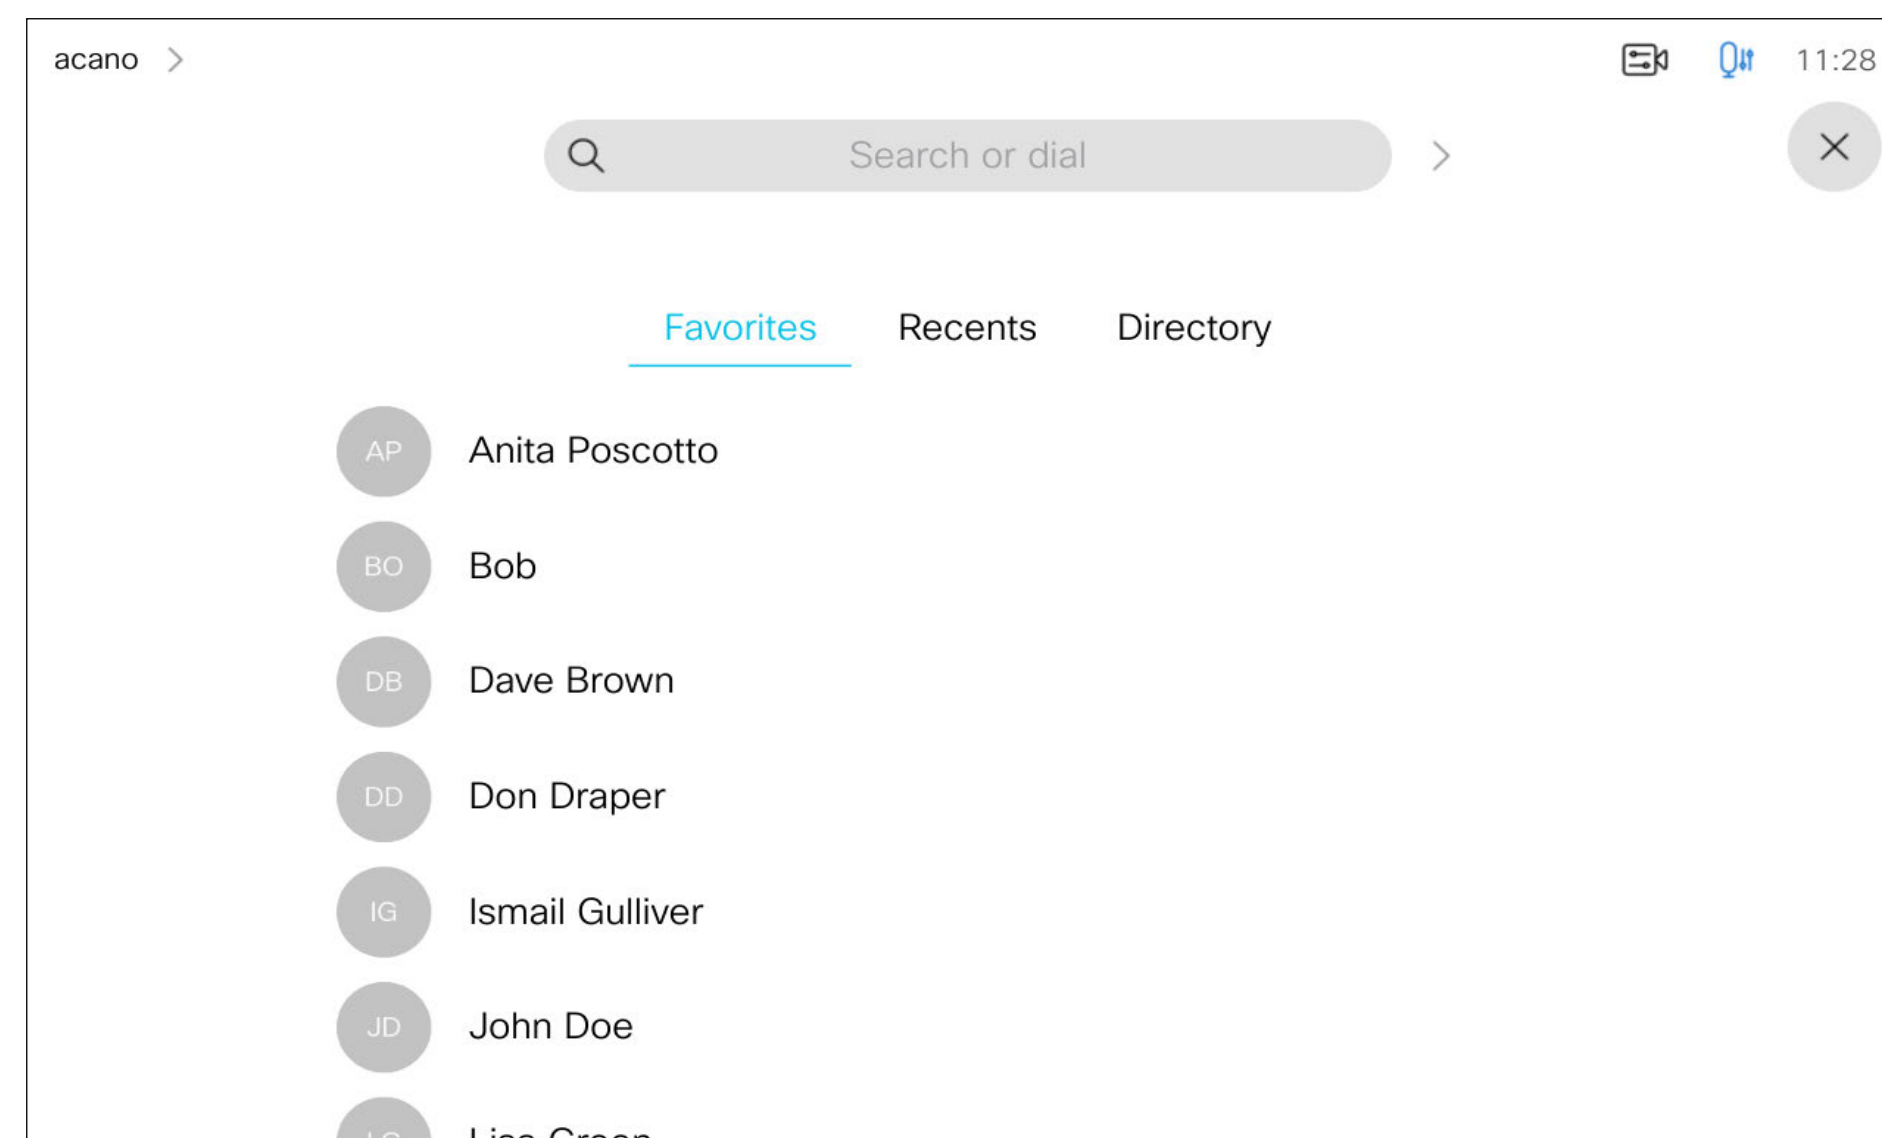 acano
11:28
Search or dial
Favorites Recents Directory
AP Anita Poscotto
BO Bob
DB Dave Brown
DD Don Draper
IG Ismail Gulliver
JD John Doe